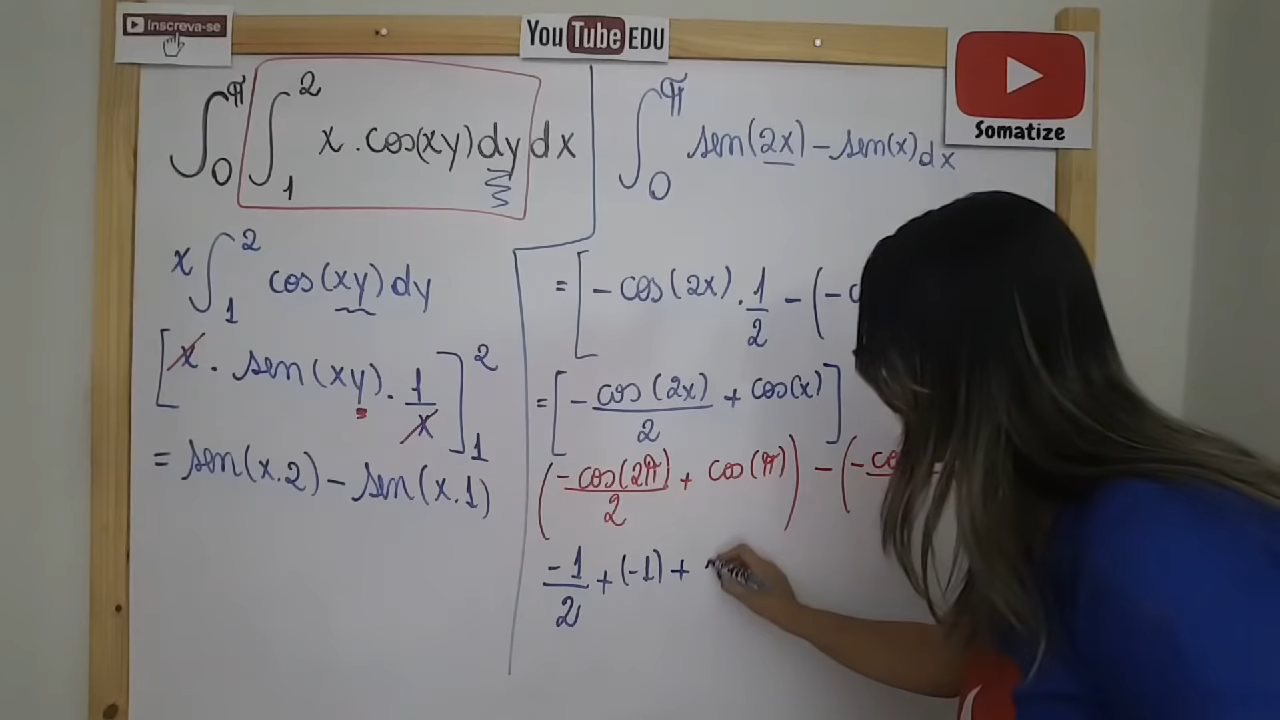 Inscreva-se
YouTube EDU
Somatize
∫₀^π ∫₁² x . cos(xy) dy dx
x ∫₁² cos(xy) dy
[x . sen(xy) . 1/x]₁²
= sen(x.2) - sen(x.1)
∫₀^π sen(2x) - sen(x) dx
= [- cos(2x) . 1/2 - (-
= [- cos(2x)/2 + cos(x)]
(-cos(2π)/2 + cos(π)) - (-
-1/2 + (-1) +